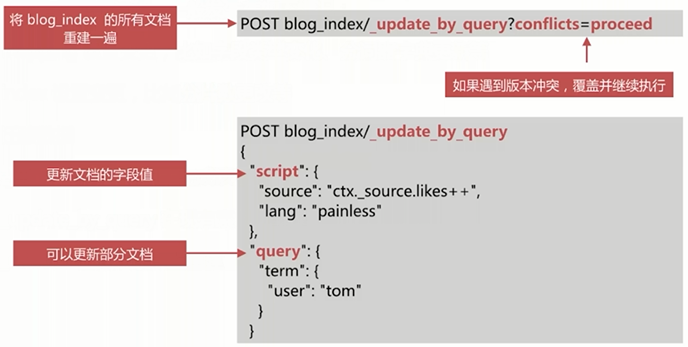 将 blog_index 的所有文档
重建一遍
POST blog_index/_update_by_query?conflicts=proceed
如果遇到版本冲突，覆盖并继续执行
POST blog_index/_update_by_query
{
更新文档的字段值
"script": {
"source": "ctx._source.likes++",
"lang": "painless"
},
可以更新部分文档
"query": {
"term": {
"user": "tom"
}
}